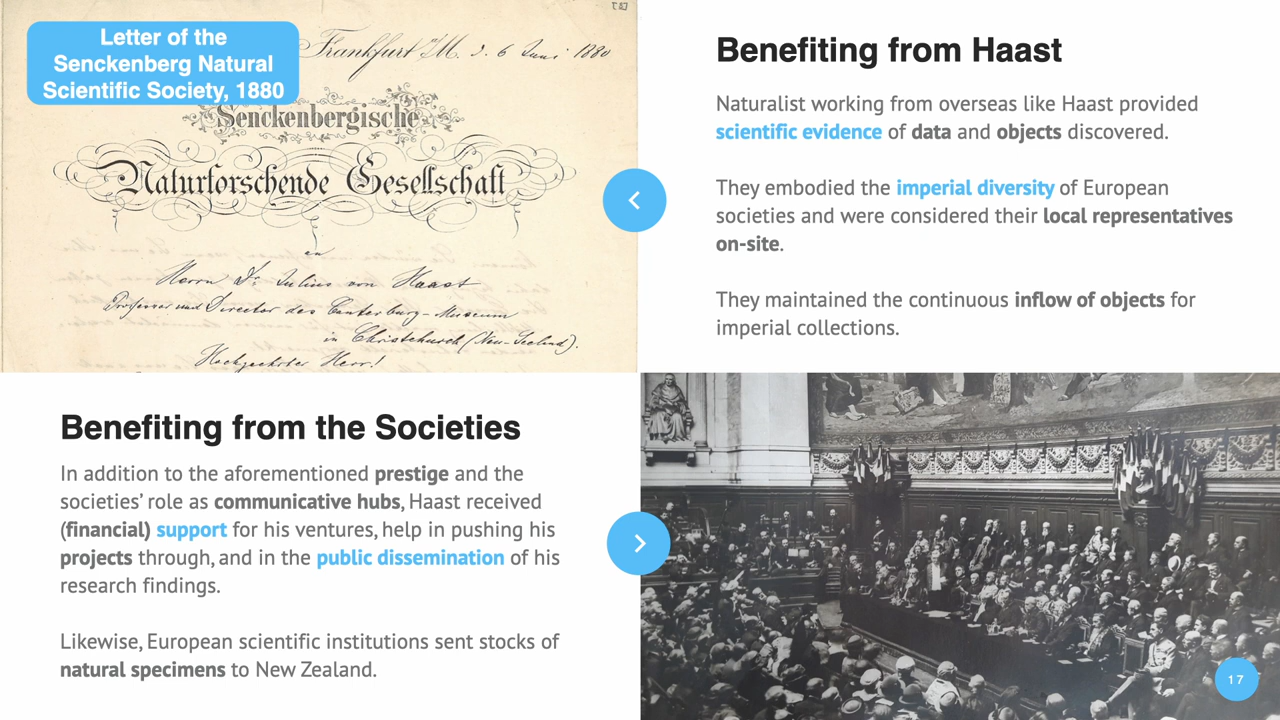 Letter of the
Senckenberg Natural
Scientific Society, 1880
Frankfurt a/M. d. 6 Juni 1880
Senckenbergische
Naturforschende Gesellschaft
an
Herrn Dr. Julius von Haast
Professor und Director des Canterbury-Museum
in Christchurch (Neu-Seeland).
Hochgeehrter Herr!
Benefiting from Haast
Naturalist working from overseas like Haast provided
scientific evidence of data and objects discovered.
They embodied the imperial diversity of European
societies and were considered their local representatives
on-site.
They maintained the continuous inflow of objects for
imperial collections.
Benefiting from the Societies
In addition to the aforementioned prestige and the
societies’ role as communicative hubs, Haast received
(financial) support for his ventures, help in pushing his
projects through, and in the public dissemination of his
research findings.
Likewise, European scientific institutions sent stocks of
natural specimens to New Zealand.
17